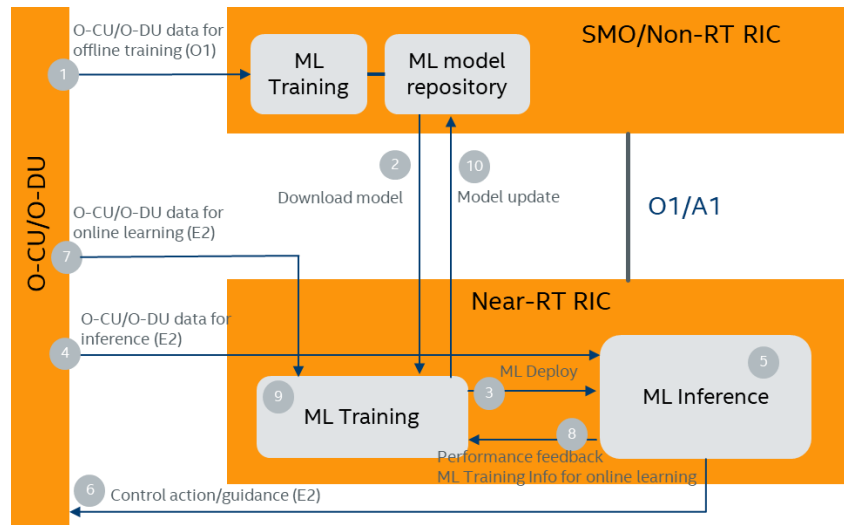 O-CU/O-DU data for
offline training (O1)
1
ML
Training
ML model
repository
SMO/Non-RT RIC
2
Download model
10
Model update
O1/A1
O-CU/O-DU
O-CU/O-DU data for
online learning (E2)
7
Near-RT RIC
O-CU/O-DU data for
inference (E2)
4
5
ML Deploy
3
9
ML Training
ML Inference
8
Performance feedback
ML Training Info for online learning
6
Control action/guidance (E2)